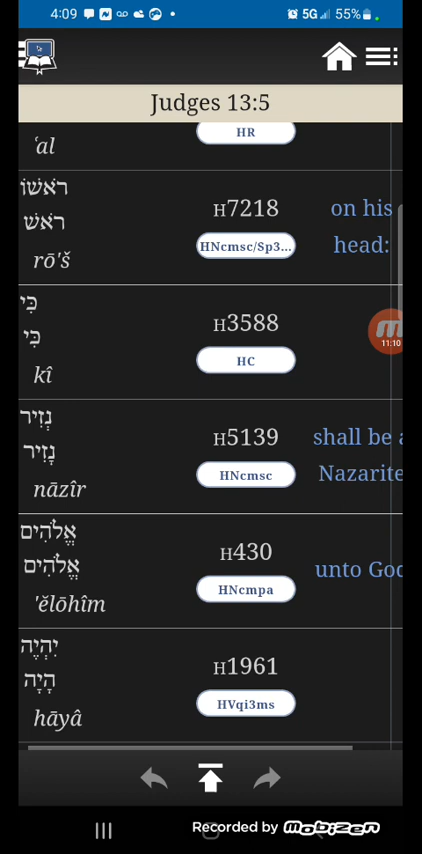 4:09
5G 55%
Judges 13:5
HR
ʿal
רֹאשׁוֹ
רֹאשׁ
rō'š
H7218
HNcmsc/Sp3...
on his
head:
כִּי
כִּי
kî
H3588
HC
נְזִיר
נָזִיר
nāzîr
H5139
HNcmsc
shall be a
Nazarite
אֱלֹהִים
אֱלֹהִים
'ĕlōhîm
H430
HNcmpa
unto God
יִהְיֶה
הָיָה
hāyâ
H1961
HVqi3ms
11:10
Recorded by mobizen